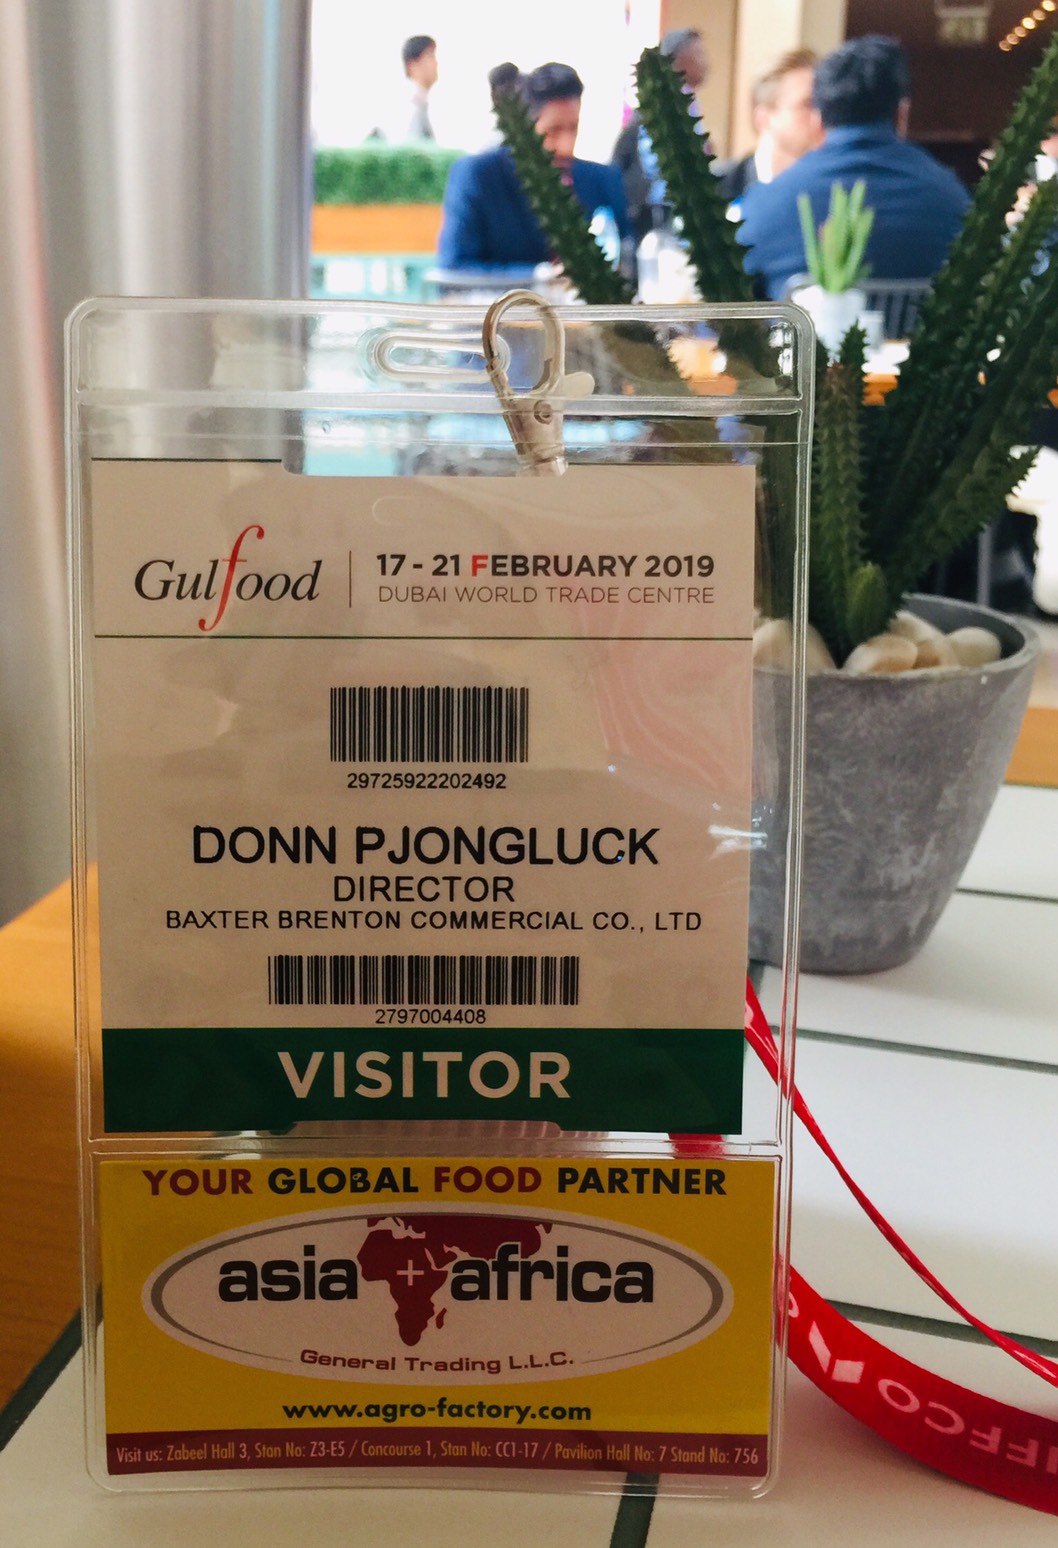 Gulfood
17 - 21 FEBRUARY 2019
DUBAI WORLD TRADE CENTRE
29725922202492
DONN PJONGLUCK
DIRECTOR
BAXTER BRENTON COMMERCIAL CO., LTD
2797004408
VISITOR
YOUR GLOBAL FOOD PARTNER
asia + africa
General Trading L.L.C.
www.agro-factory.com
Visit us: Zabeel Hall 3, Stan No: Z3-E5 / Concourse 1, Stan No: CC1-17 / Pavilion Hall No: 7 Stand No: 756
IFFCO